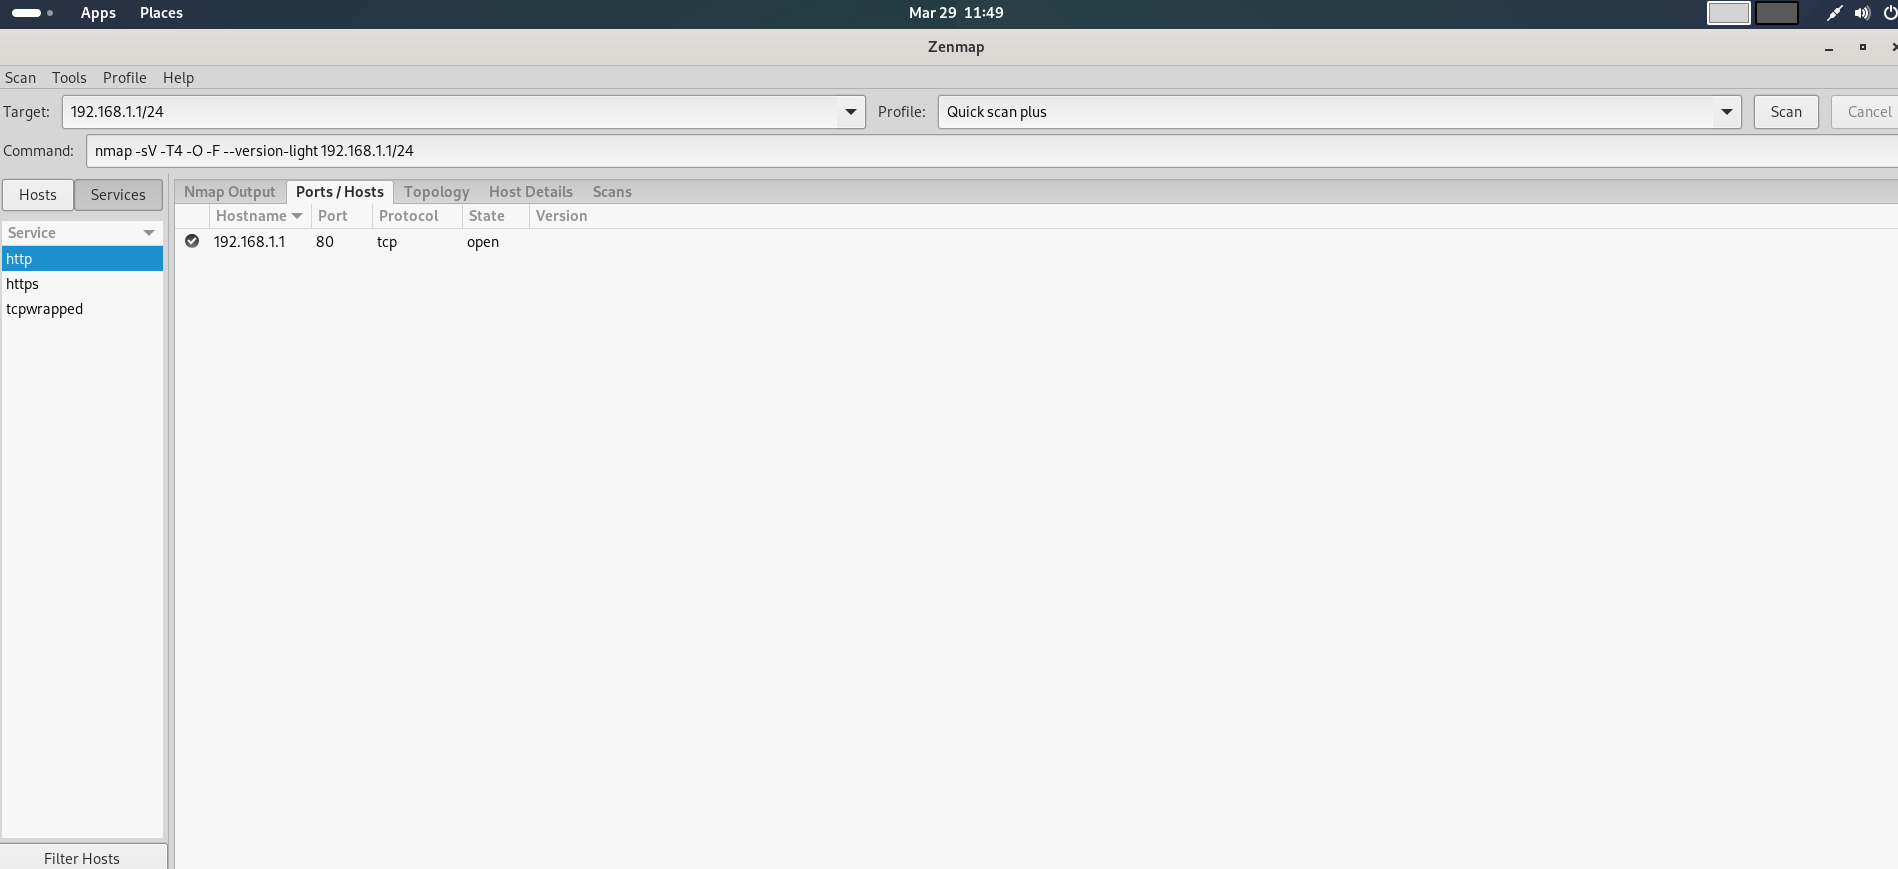 Apps Places Mar 29 11:49
Zenmap
Scan Tools Profile Help
Target: 192.168.1.1/24 Profile: Quick scan plus Scan Cancel
Command: nmap -sV -T4 -O -F --version-light 192.168.1.1/24
Hosts Services
Nmap Output Ports / Hosts Topology Host Details Scans
Service
http
https
tcpwrapped
Hostname Port Protocol State Version
192.168.1.1 80 tcp open
Filter Hosts